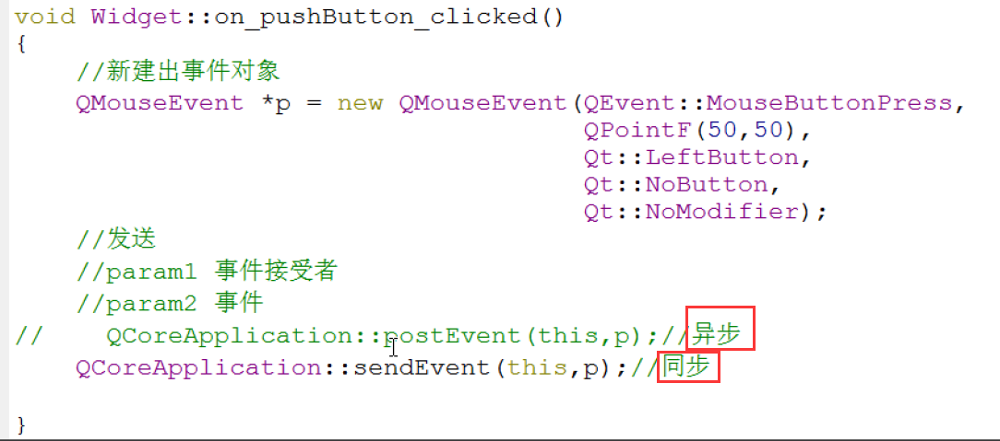 void Widget::on_pushButton_clicked()
{
    //新建出事件对象
    QMouseEvent *p = new QMouseEvent(QEvent::MouseButtonPress,
                                     QPointF(50,50),
                                     Qt::LeftButton,
                                     Qt::NoButton,
                                     Qt::NoModifier);
    //发送
    //param1 事件接受者
    //param2 事件
//    QCoreApplication::postEvent(this,p);//异步
    QCoreApplication::sendEvent(this,p);//同步
}